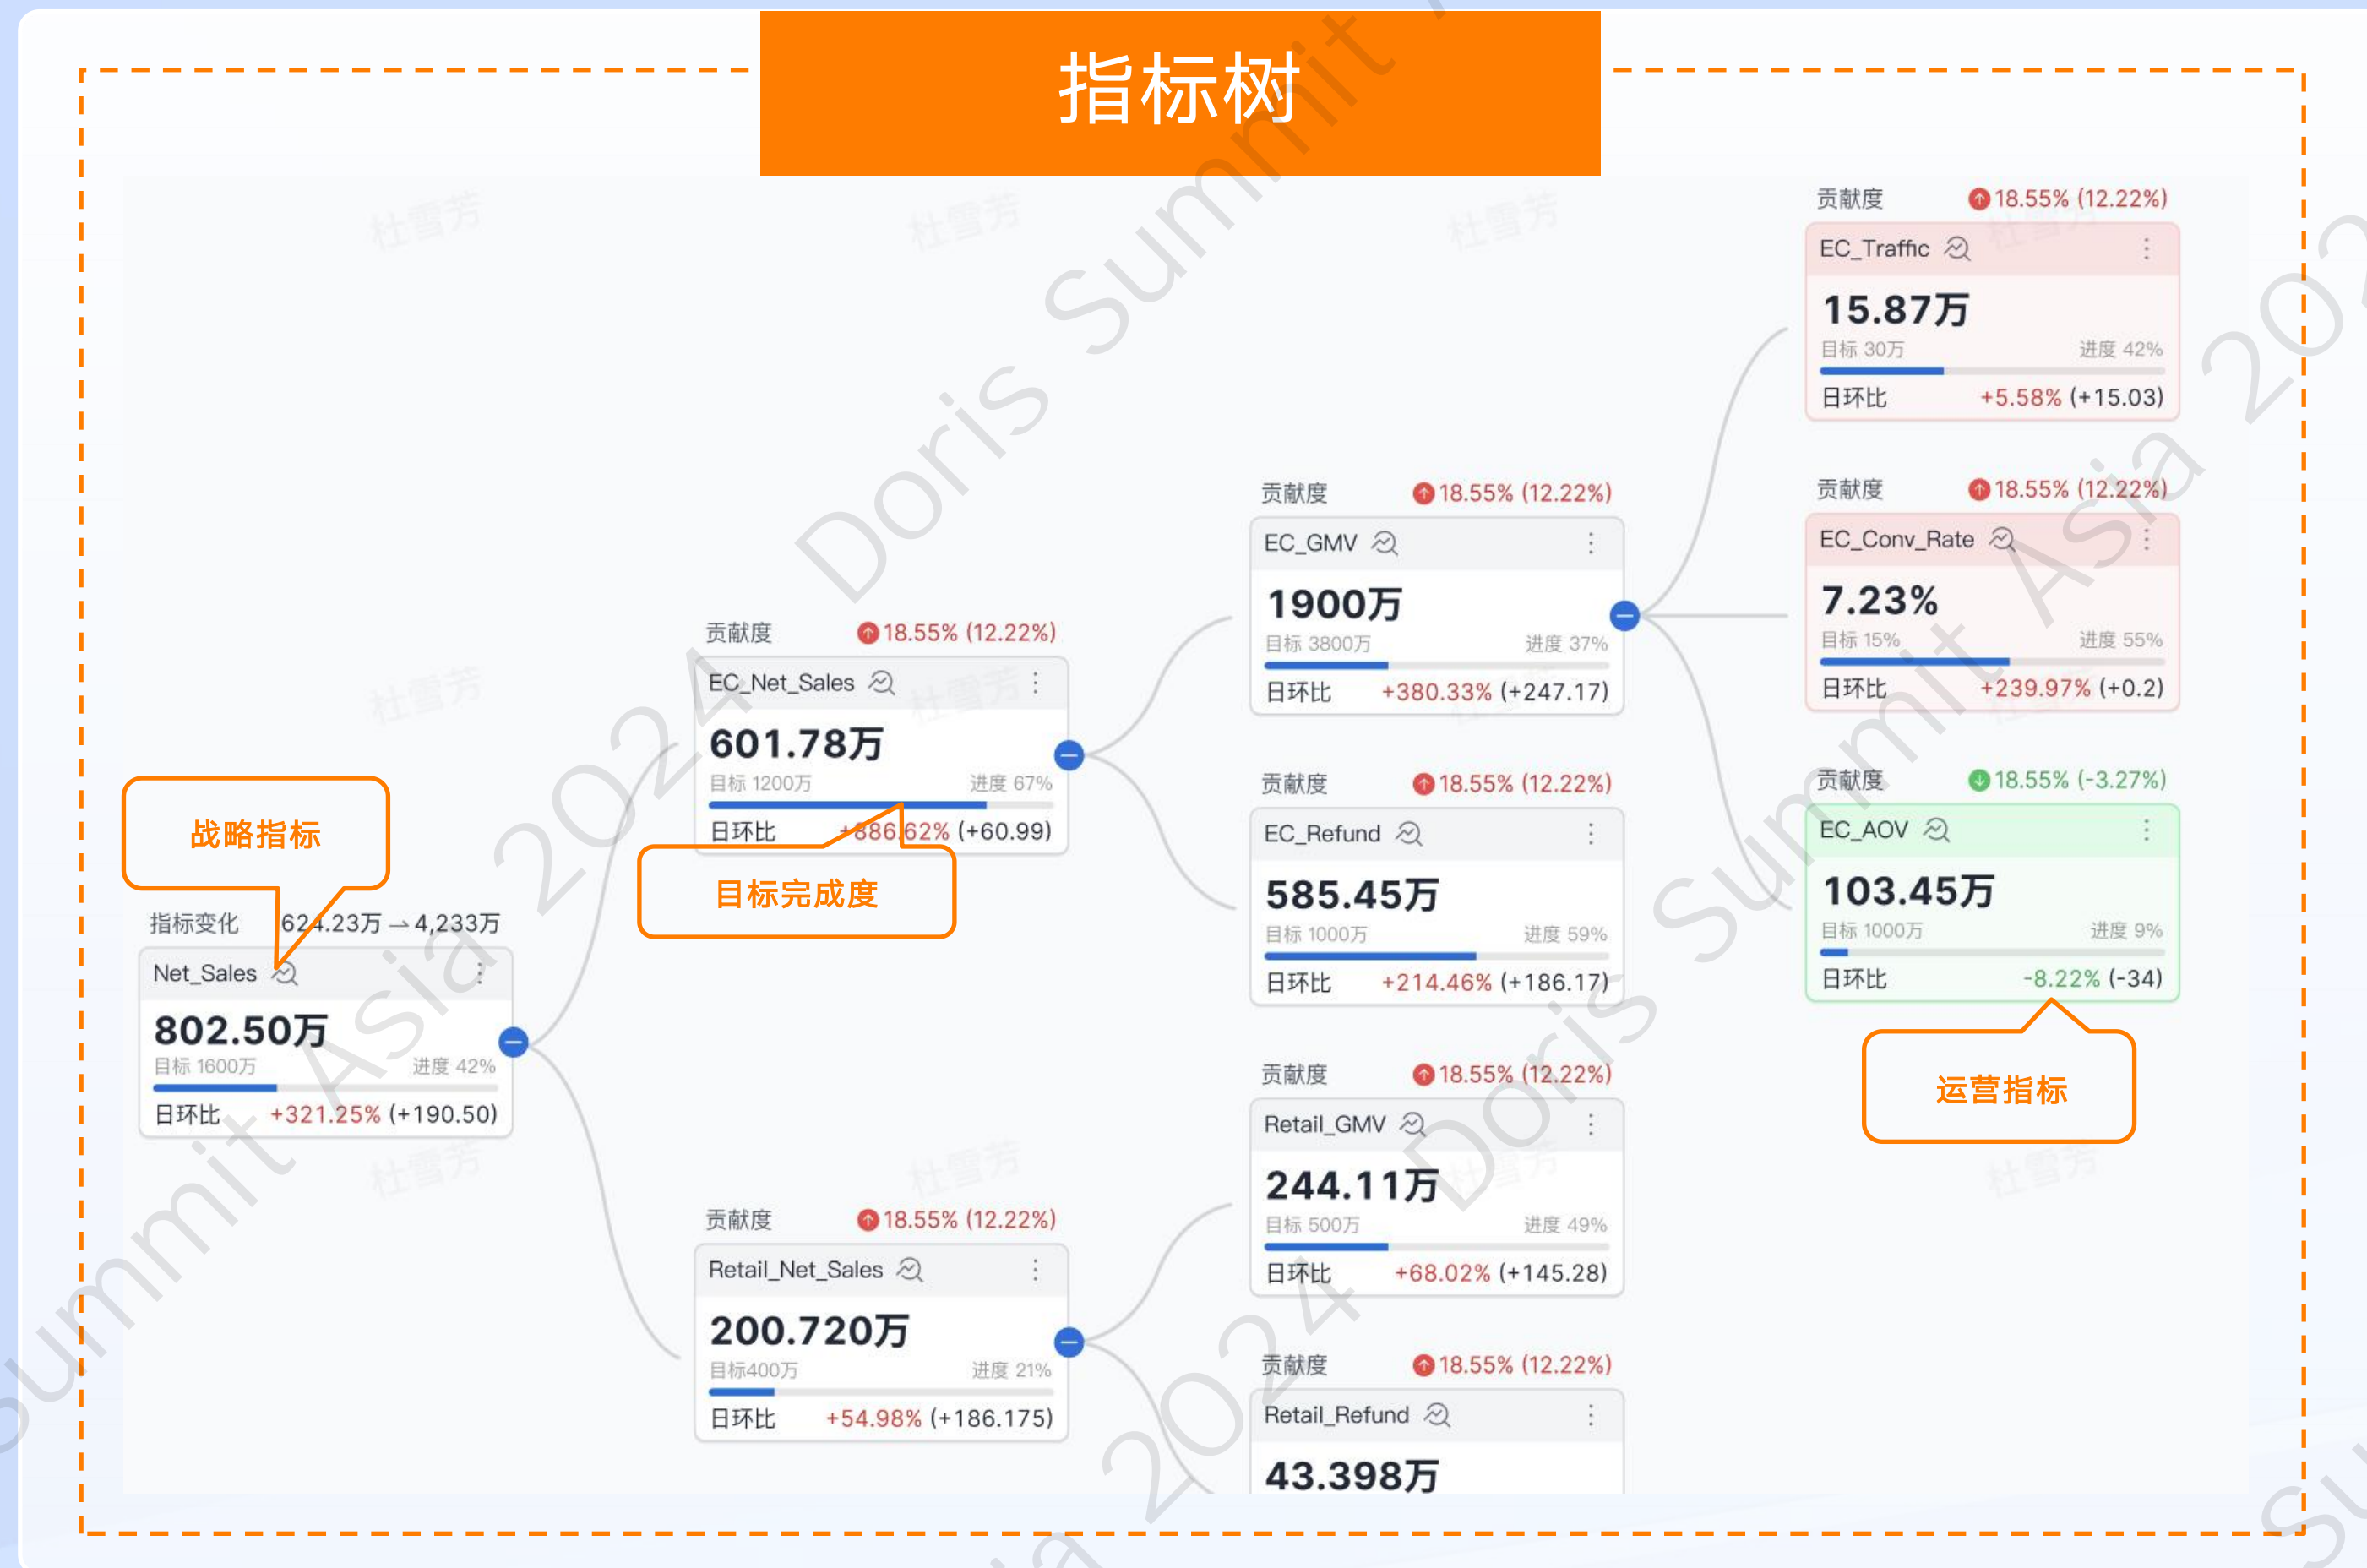 指标树
战略指标
指标变化 624.23万 → 4,233万
Net_Sales
802.50万
目标 1600万 进度 42%
日环比 +321.25% (+190.50)
贡献度 18.55% (12.22%)
EC_Net_Sales
601.78万
目标 1200万 进度 67%
日环比 +886.62% (+60.99)
目标完成度
贡献度 18.55% (12.22%)
Retail_Net_Sales
200.720万
目标400万 进度 21%
日环比 +54.98% (+186.175)
贡献度 18.55% (12.22%)
EC_GMV
1900万
目标 3800万 进度 37%
日环比 +380.33% (+247.17)
贡献度 18.55% (12.22%)
EC_Refund
585.45万
目标 1000万 进度 59%
日环比 +214.46% (+186.17)
贡献度 18.55% (12.22%)
Retail_GMV
244.11万
目标 500万 进度 49%
日环比 +68.02% (+145.28)
贡献度 18.55% (12.22%)
Retail_Refund
43.398万
贡献度 18.55% (12.22%)
EC_Traffic
15.87万
目标 30万 进度 42%
日环比 +5.58% (+15.03)
贡献度 18.55% (12.22%)
EC_Conv_Rate
7.23%
目标 15% 进度 55%
日环比 +239.97% (+0.2)
贡献度 18.55% (-3.27%)
EC_AOV
103.45万
目标 1000万 进度 9%
日环比 -8.22% (-34)
运营指标
Doris Summit Asia 2024
杜雪芳